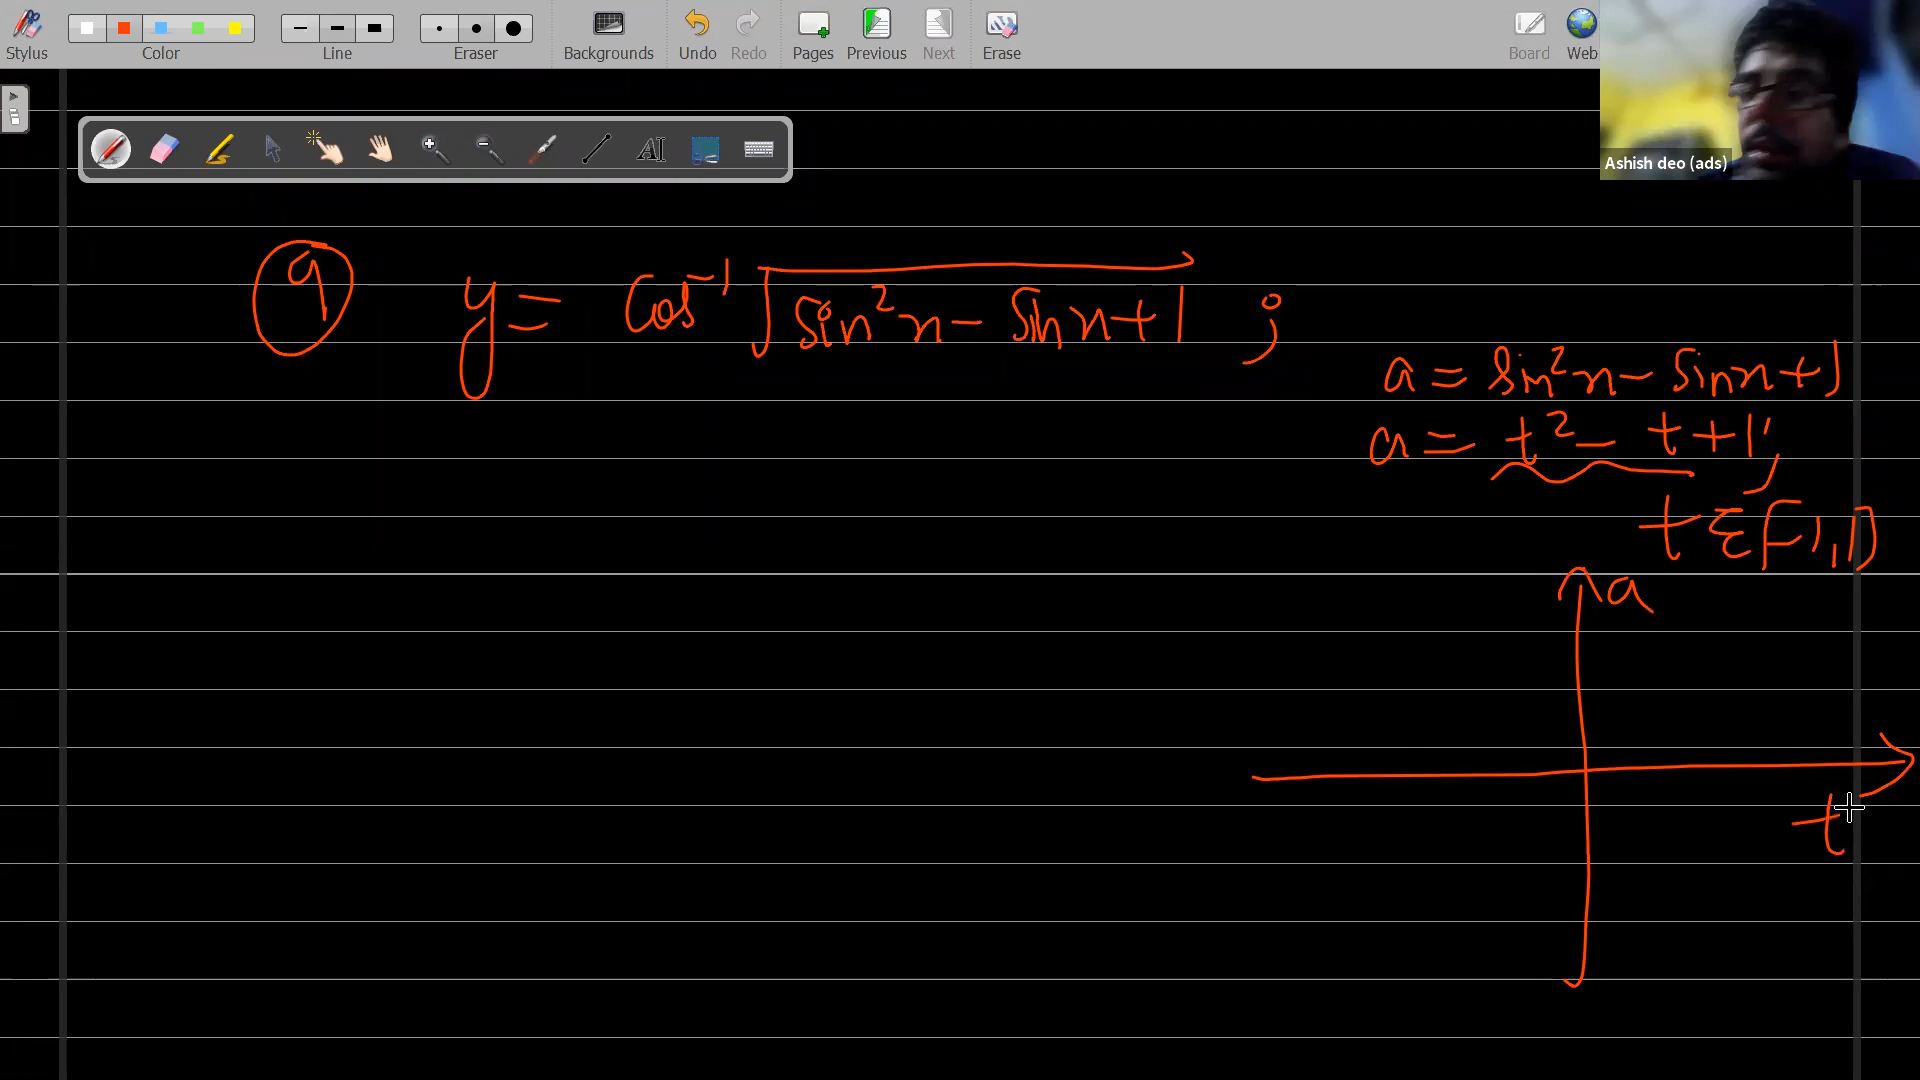 Stylus Color Line Eraser Backgrounds Undo Redo Pages Previous Next Erase Board Web
Ashish deo (ads)
9 y = Cos⁻¹ √(sin²x - sinx + 1) ;
a = sin²x - sinx + 1
a = t² - t + 1 ;
t ε [-1, 1]
a
t